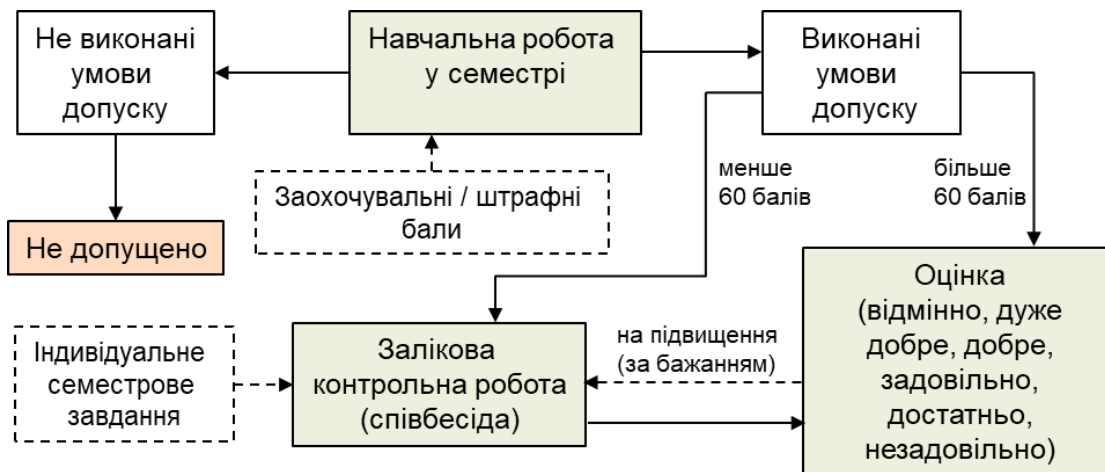 Не виконані
умови
допуску
Навчальна робота
у семестрі
Виконані
умови
допуску
менше
60 балів
більше
60 балів
Заохочувальні / штрафні
бали
Не допущено
Індивідуальне
семестрове
завдання
Залікова
контрольна робота
(співбесіда)
на підвищення
(за бажанням)
Оцінка
(відмінно, дуже
добре, добре,
задовільно,
достатньо,
незадовільно)